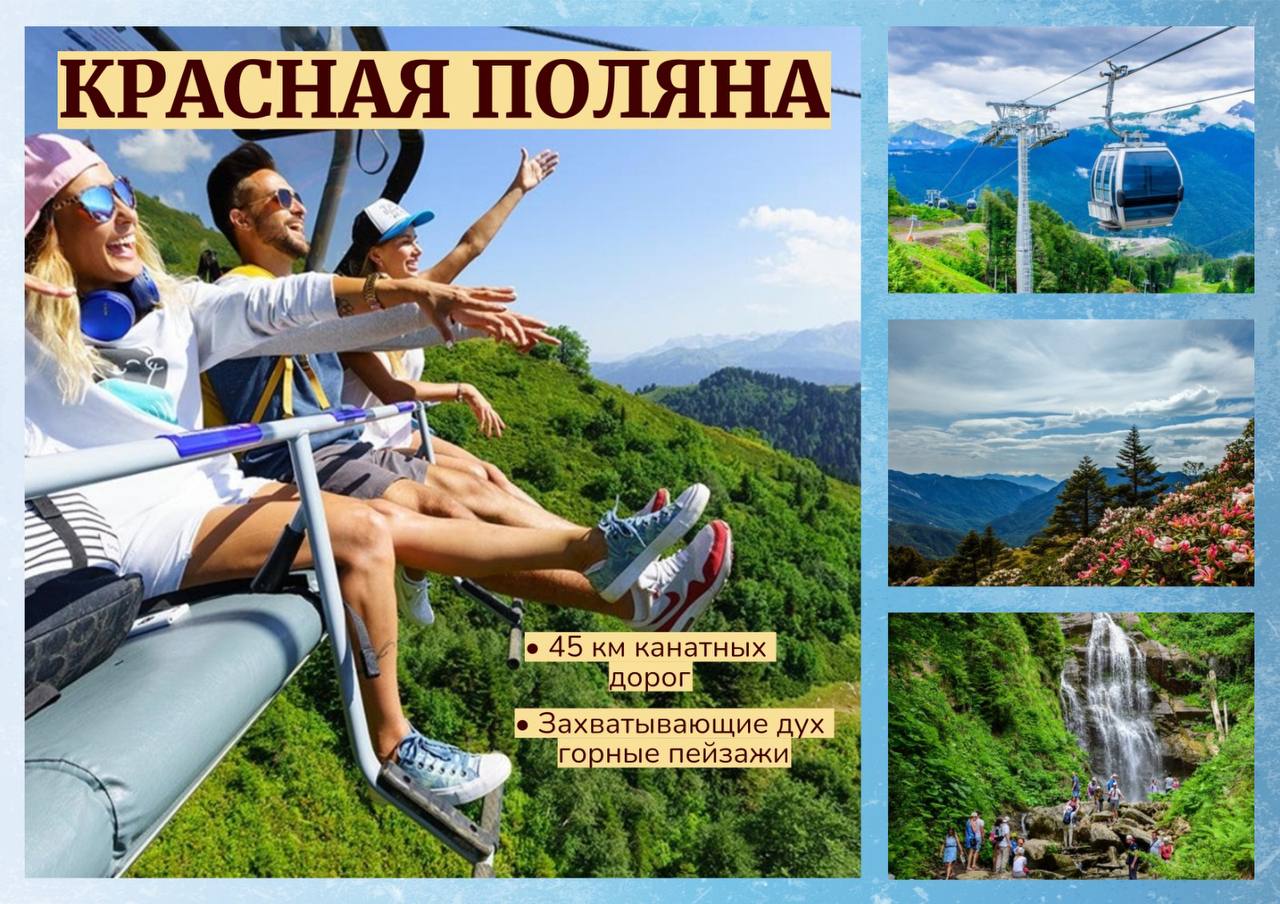 КРАСНАЯ ПОЛЯНА
• 45 км канатных
дорог
• Захватывающие дух
горные пейзажи